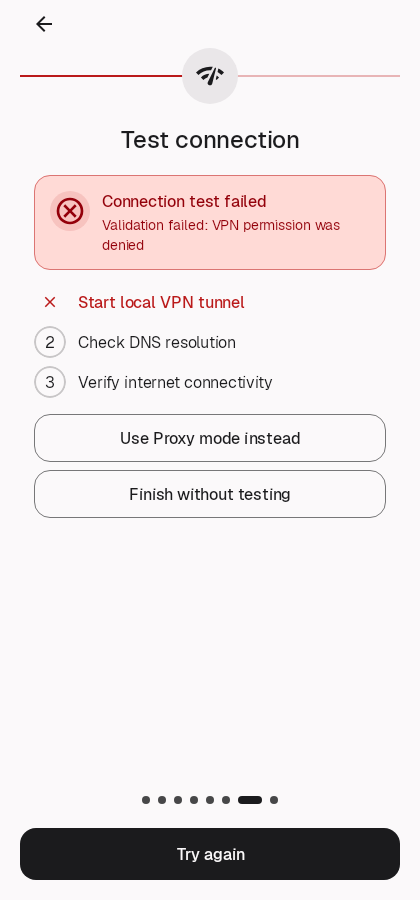 Test connection
Connection test failed
Validation failed: VPN permission was
denied
Start local VPN tunnel
2 Check DNS resolution
3 Verify internet connectivity
Use Proxy mode instead
Finish without testing
Try again